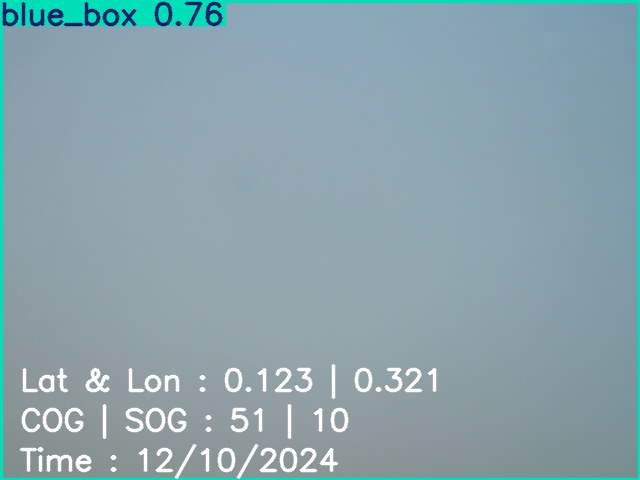 blue_box 0.76
Lat & Lon : 0.123 | 0.321
COG | SOG : 51 | 10
Time : 12/10/2024